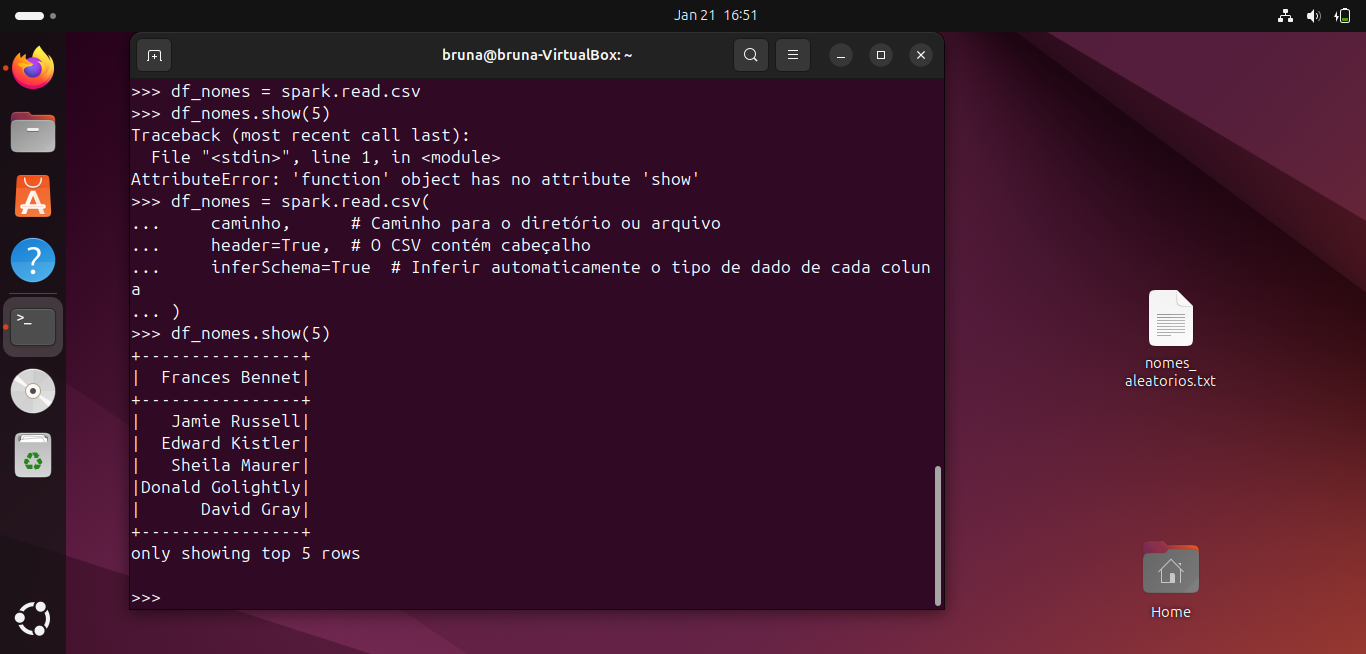 Jan 21 16:51
bruna@bruna-VirtualBox: ~
>>> df_nomes = spark.read.csv
>>> df_nomes.show(5)
Traceback (most recent call last):
  File "<stdin>", line 1, in <module>
AttributeError: 'function' object has no attribute 'show'
>>> df_nomes = spark.read.csv(
...     caminho,      # Caminho para o diretório ou arquivo
...     header=True,  # O CSV contém cabeçalho
...     inferSchema=True  # Inferir automaticamente o tipo de dado de cada colun
a
... )
>>> df_nomes.show(5)
+----------------+
|  Frances Bennet|
+----------------+
|   Jamie Russell|
|  Edward Kistler|
|   Sheila Maurer|
|Donald Golightly|
|      David Gray|
+----------------+
only showing top 5 rows
>>>
nomes_
aleatorios.txt
Home